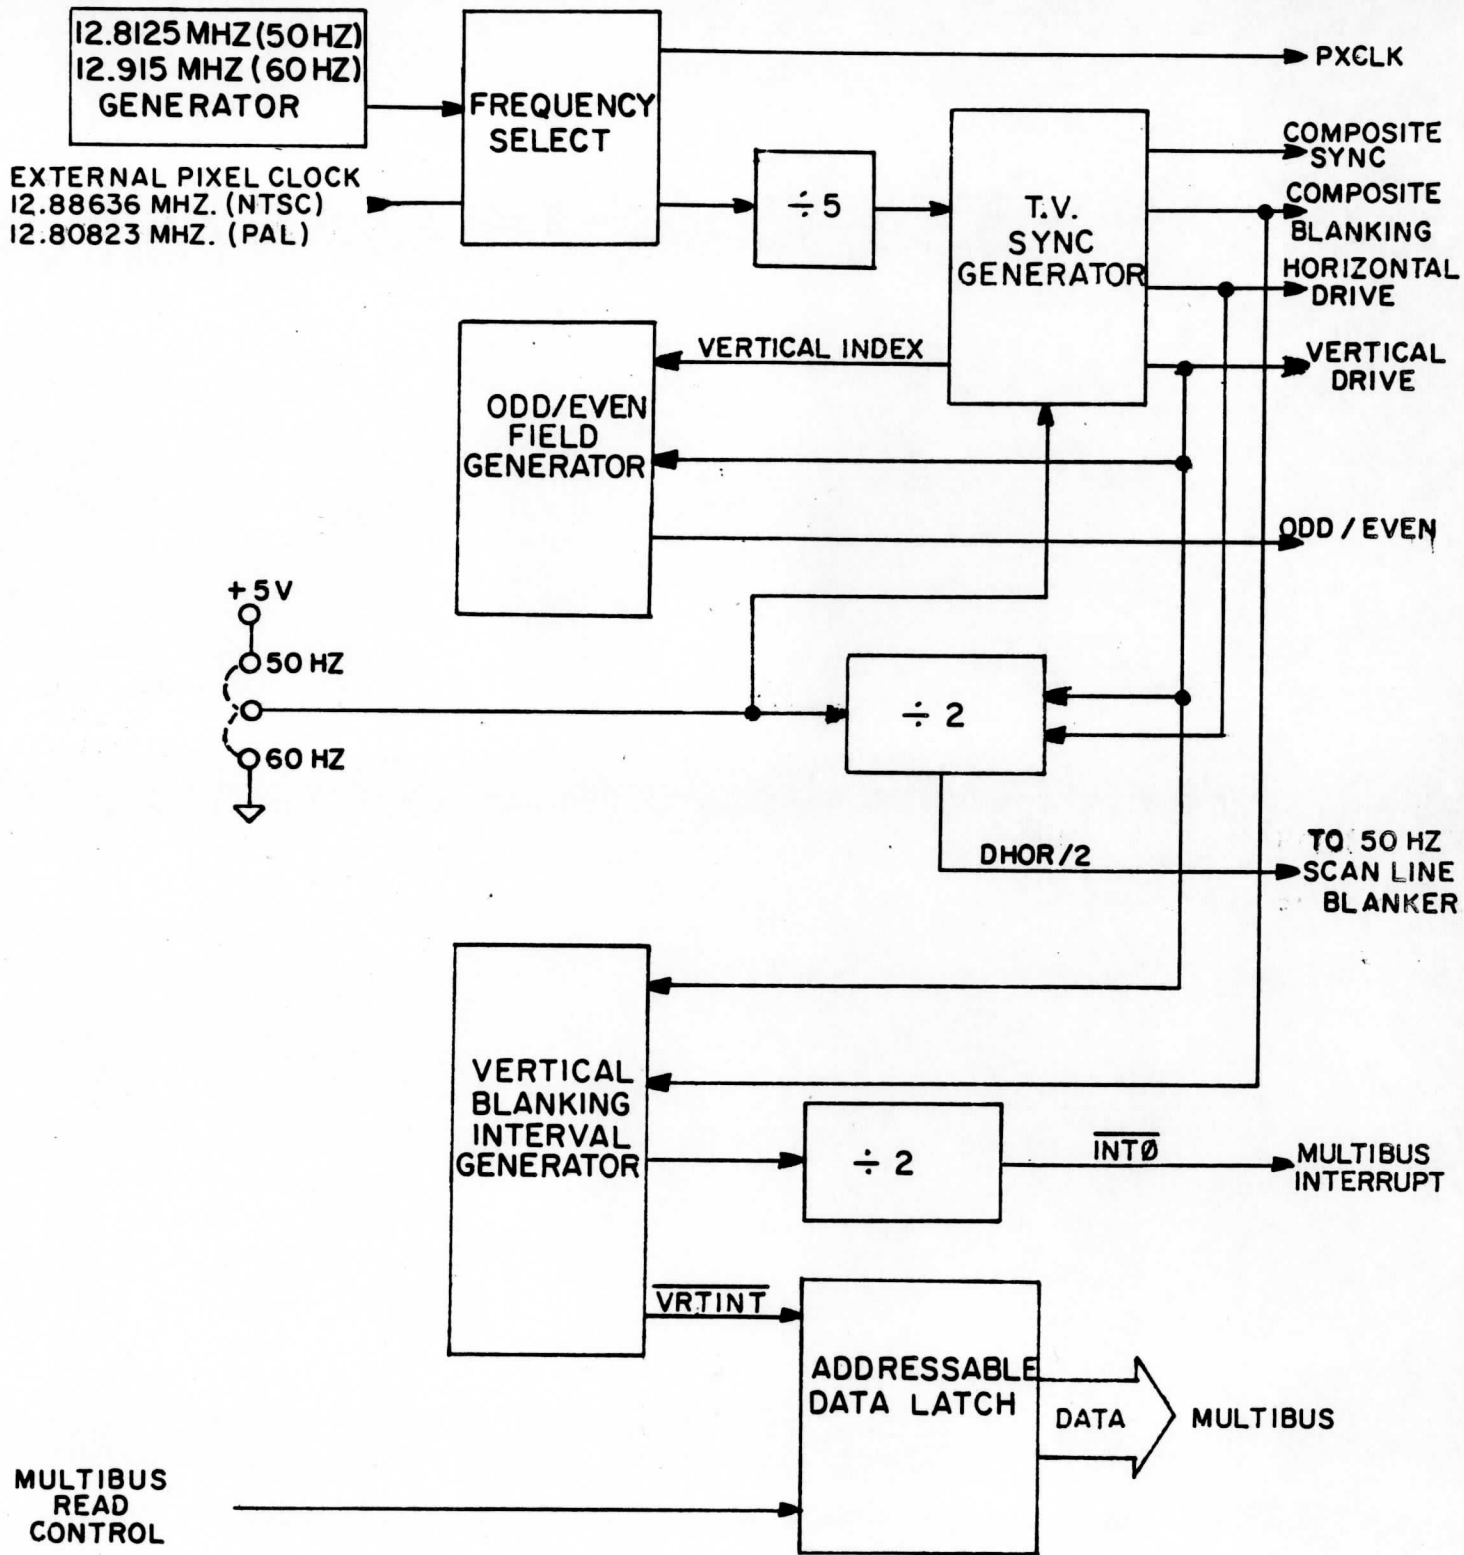 12.8125 MHZ (50 HZ)
12.915 MHZ (60 HZ)
GENERATOR
FREQUENCY
SELECT
PXCLK
EXTERNAL PIXEL CLOCK
12.88636 MHZ. (NTSC)
12.80823 MHZ. (PAL)
÷ 5
T.V.
SYNC
GENERATOR
COMPOSITE
SYNC
COMPOSITE
BLANKING
HORIZONTAL
DRIVE
VERTICAL
DRIVE
VERTICAL INDEX
ODD/EVEN
FIELD
GENERATOR
ODD / EVEN
+5V
50 HZ
60 HZ
÷ 2
DHOR/2
TO 50 HZ
SCAN LINE
BLANKER
VERTICAL
BLANKING
INTERVAL
GENERATOR
÷ 2
INTØ
MULTIBUS
INTERRUPT
VRTINT
ADDRESSABLE
DATA LATCH
DATA
MULTIBUS
MULTIBUS
READ
CONTROL